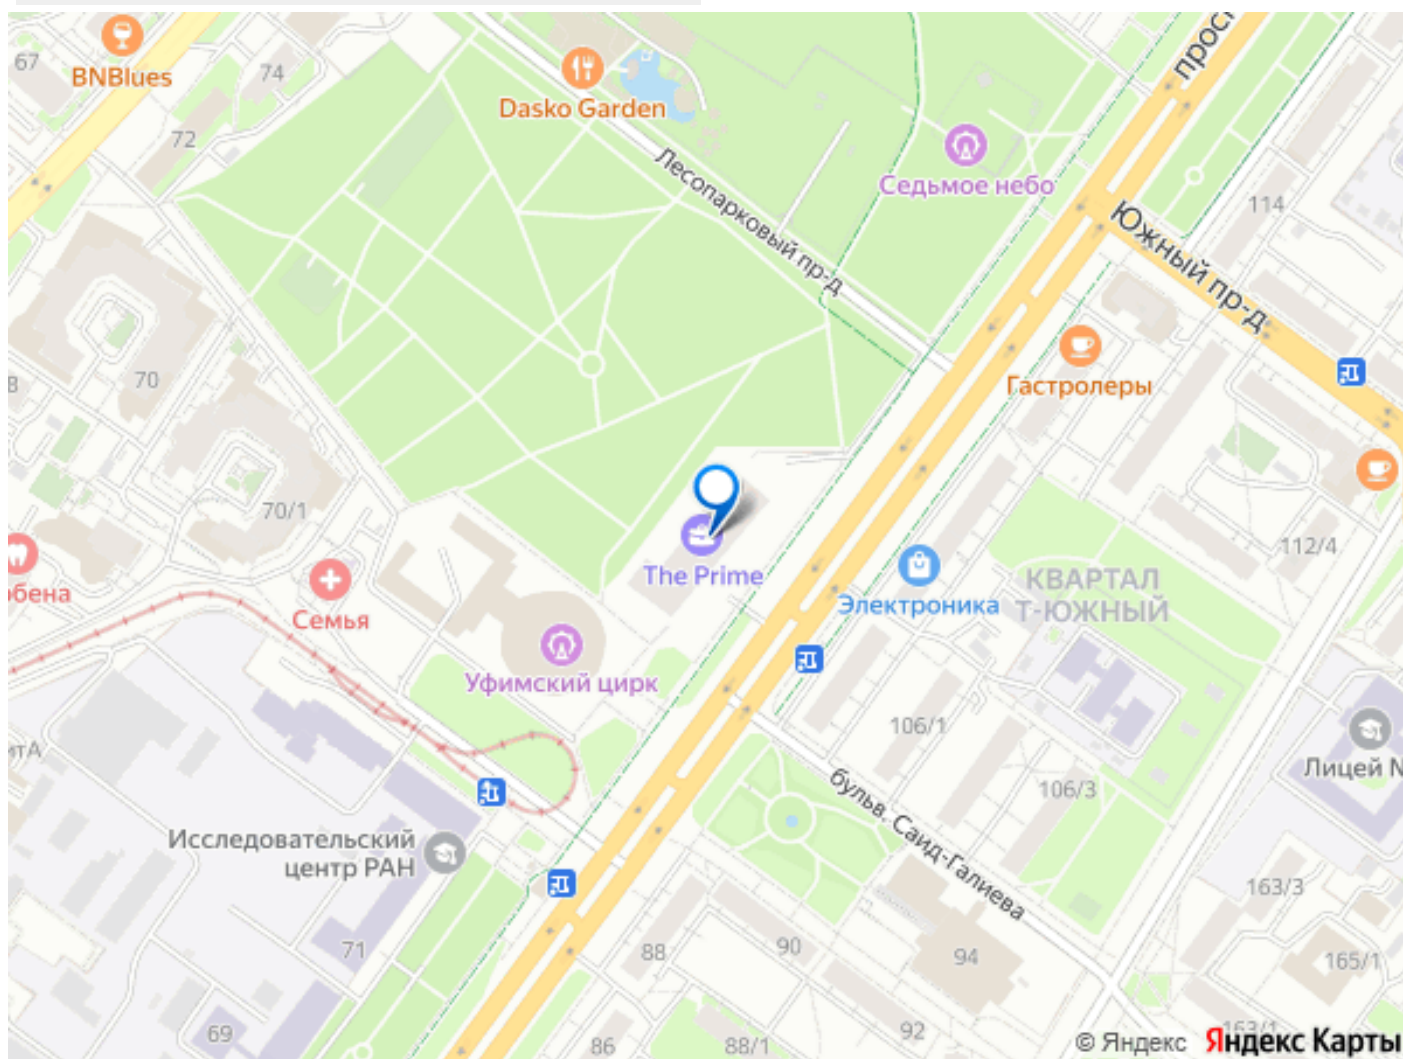 67
BNBlues
74
72
Dasko Garden
Лесопарковый пр-д
Седьмое небо
114
Южный пр-д
Гастролеры
70
70/1
The Prime
Электроника
КВАРТАЛ
Т-ЮЖНЫЙ
112/4
Семья
Уфимский цирк
106/1
106/3
бульв. Саид-Галиева
Исследовательский
центр РАН
71
69
88
90
94
92
86
88/1
163/3
165/1
163/1
© Яндекс Яндекс Карты